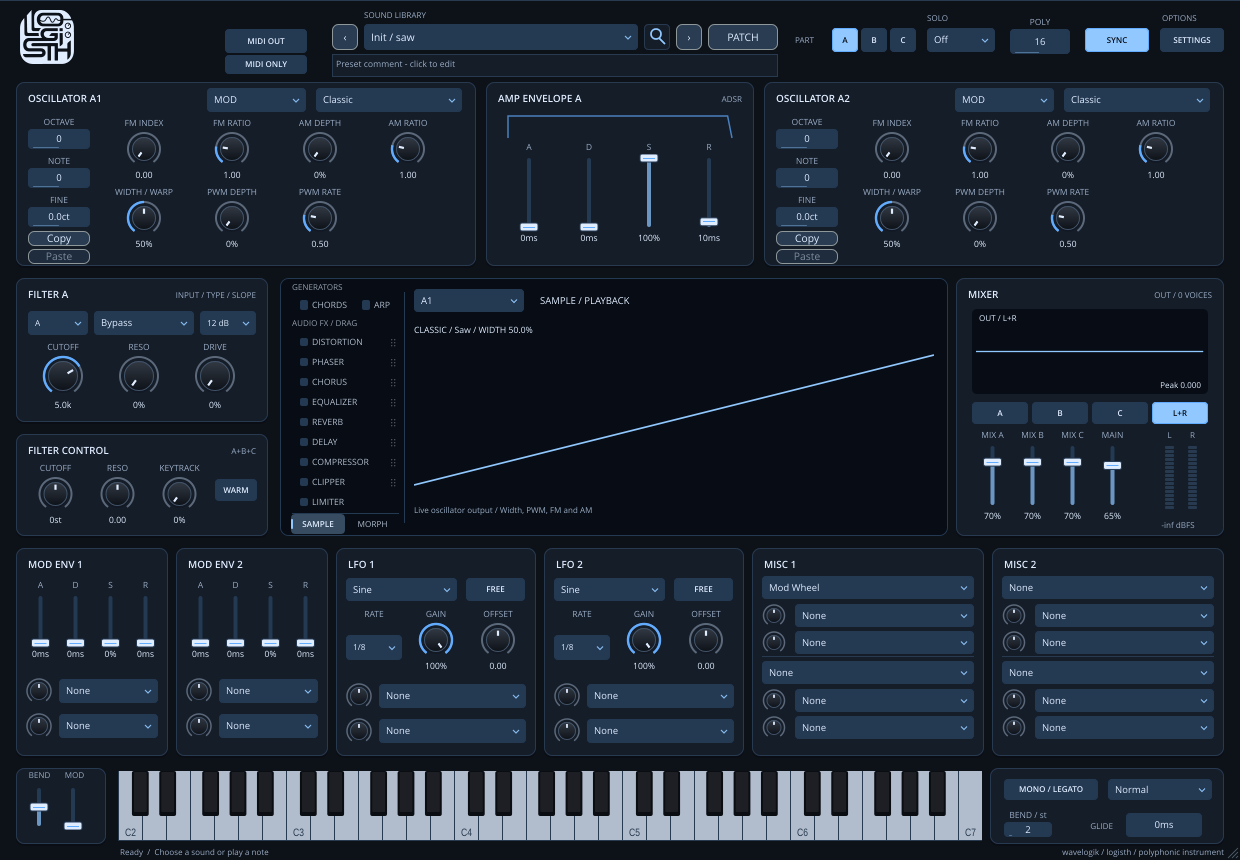 LOGISTH
SOUND LIBRARY
SOLO
POLY
OPTIONS
MIDI OUT
MIDI ONLY
‹ Init / saw › PATCH
PART A B C Off 16 SYNC SETTINGS
Preset comment - click to edit
OSCILLATOR A1 MOD Classic
OCTAVE FM INDEX FM RATIO AM DEPTH AM RATIO
0
NOTE
0.00 1.00 0% 1.00
0
WIDTH / WARP PWM DEPTH PWM RATE
FINE
0.0ct
Copy
50% 0% 0.50
Paste
AMP ENVELOPE A ADSR
A D S R
0ms 0ms 100% 10ms
OSCILLATOR A2 MOD Classic
OCTAVE FM INDEX FM RATIO AM DEPTH AM RATIO
0
NOTE
0.00 1.00 0% 1.00
0
WIDTH / WARP PWM DEPTH PWM RATE
FINE
0.0ct
Copy
50% 0% 0.50
Paste
FILTER A INPUT / TYPE / SLOPE
A Bypass 12 dB
CUTOFF RESO DRIVE
5.0k 0% 0%
FILTER CONTROL A+B+C
CUTOFF RESO KEYTRACK
WARM
0st 0.00 0%
GENERATORS
CHORDS ARP
AUDIO FX / DRAG
DISTORTION
PHASER
CHORUS
EQUALIZER
REVERB
DELAY
COMPRESSOR
CLIPPER
LIMITER
SAMPLE MORPH
A1 SAMPLE / PLAYBACK
CLASSIC / Saw / WIDTH 50.0%
Live oscillator output / Width, PWM, FM and AM
MIXER OUT / 0 VOICES
OUT / L+R
Peak 0.000
A B C L+R
MIX A MIX B MIX C MAIN L R
70% 70% 70% 65%
-inf dBFS
MOD ENV 1
A D S R
0ms 0ms 0% 0ms
None
None
MOD ENV 2
A D S R
0ms 0ms 0% 0ms
None
None
LFO 1
Sine FREE
RATE GAIN OFFSET
1/8
100% 0.00
None
None
LFO 2
Sine FREE
RATE GAIN OFFSET
1/8
100% 0.00
None
None
MISC 1
Mod Wheel
None
None
None
None
None
MISC 2
None
None
None
None
None
None
BEND MOD
C2 C3 C4 C5 C6 C7
MONO / LEGATO Normal
BEND / st
2
GLIDE 0ms
Ready / Choose a sound or play a note
wavelogik / logisth / polyphonic instrument